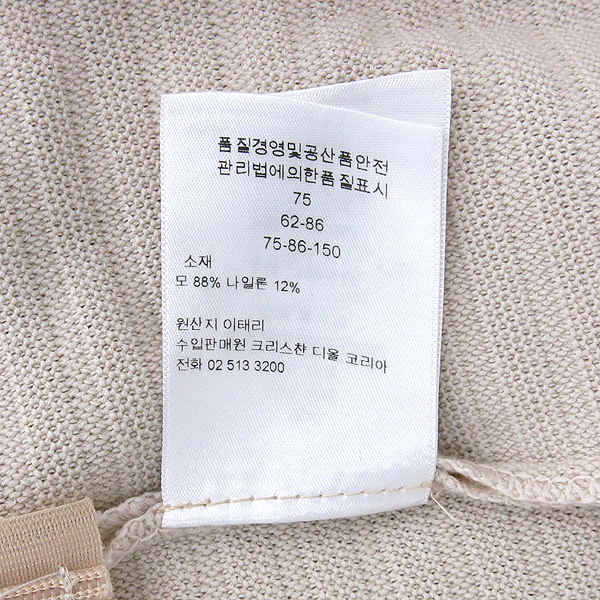 품질경영및공산품안전
관리법에의한품질표시
75
62-86
75-86-150
소재
모 88% 나일론 12%
원산지 이태리
수입판매원 크리스챤 디올 코리아
전화 02 513 3200